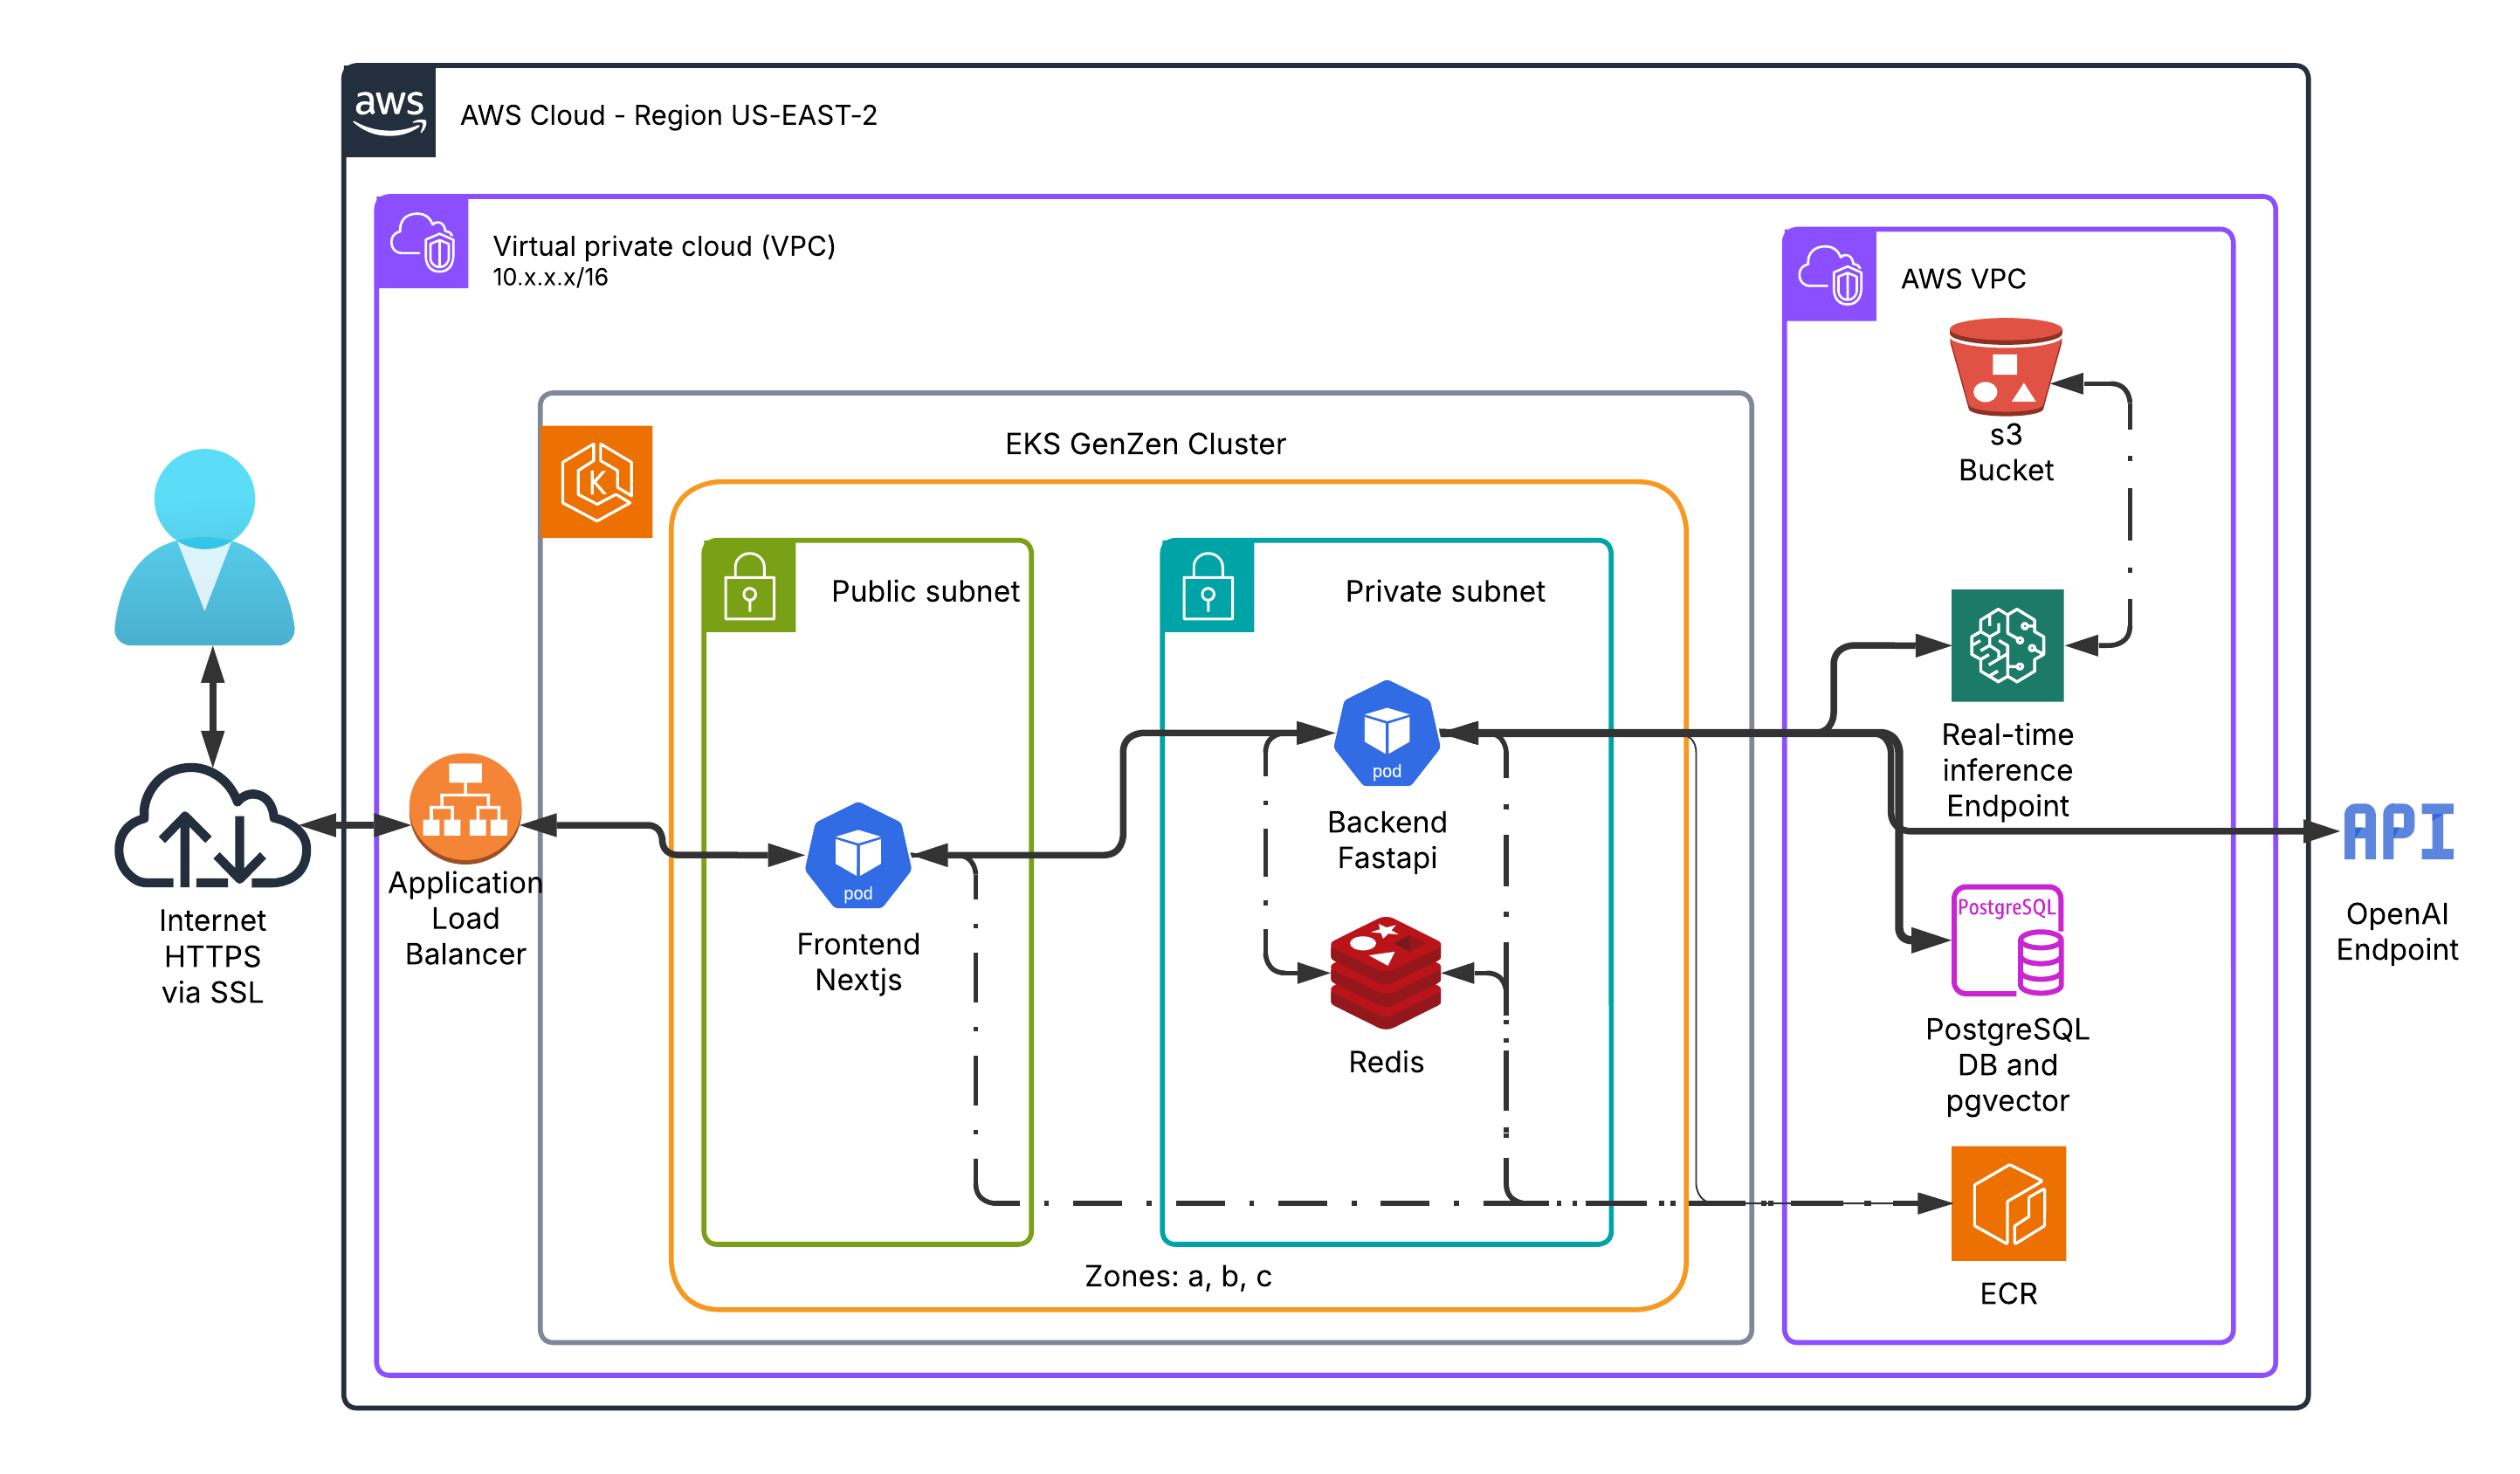 aws
AWS Cloud - Region US-EAST-2
Virtual private cloud (VPC)
10.x.x.x/16
AWS VPC
s3
Bucket
EKS GenZen Cluster
K
Public subnet
Private subnet
pod
Backend
Fastapi
Real-time
inference
Endpoint
API
OpenAI
Endpoint
Application
Load
Balancer
pod
Frontend
Nextjs
Internet
HTTPS
via SSL
PostgreSQL
PostgreSQL
DB and
pgvector
Redis
Zones: a, b, c
ECR